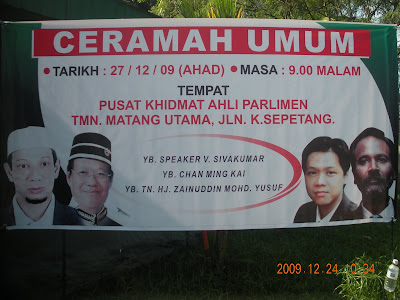 CERAMAH UMUM
• TARIKH : 27 / 12 / 09 (AHAD) • MASA : 9.00 MALAM
TEMPAT
PUSAT KHIDMAT AHLI PARLIMEN
TMN. MATANG UTAMA, JLN. K.SEPETANG.
YB. SPEAKER V. SIVAKUMAR
YB. CHAN MING KAI
YB. TN. HJ. ZAINUDDIN MOHD. YUSUF
2009.12.24 10:34